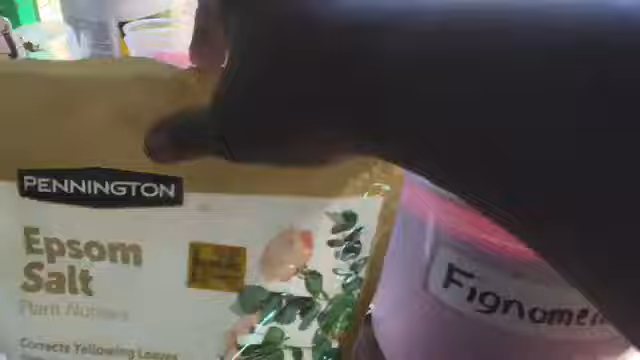 PENNINGTON
Epsom
Salt
Plant Nutrient
Corrects Yellowing Leaves
Fignomen